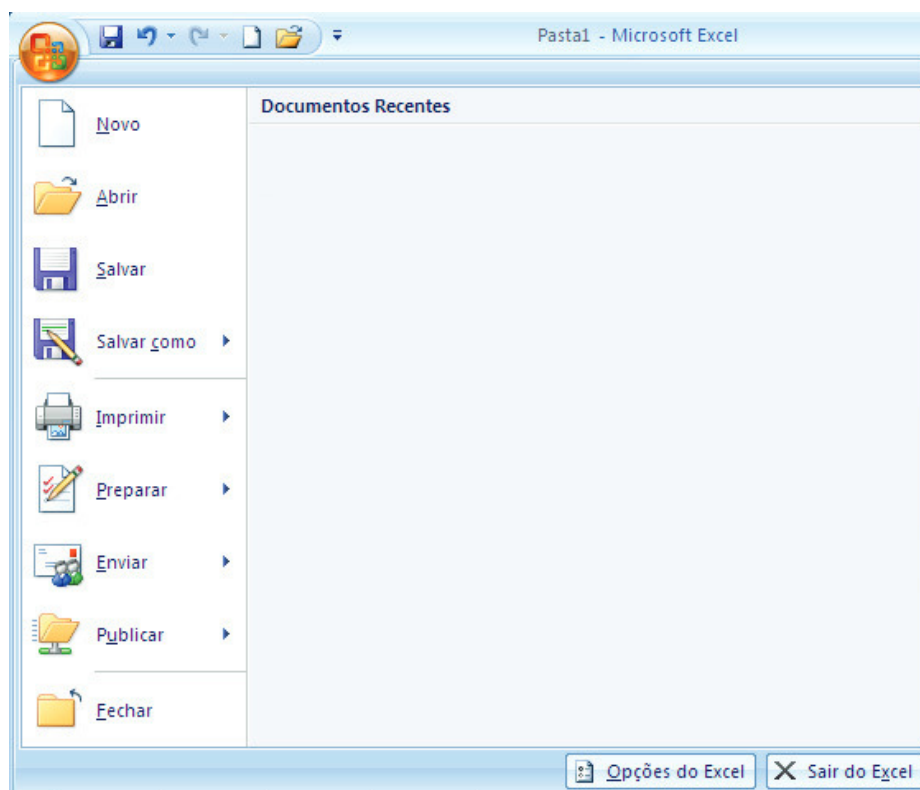 Pasta1 - Microsoft Excel
Documentos Recentes
Novo
Abrir
Salvar
Salvar como
Imprimir
Preparar
Enviar
Publicar
Fechar
Opções do Excel
Sair do Excel